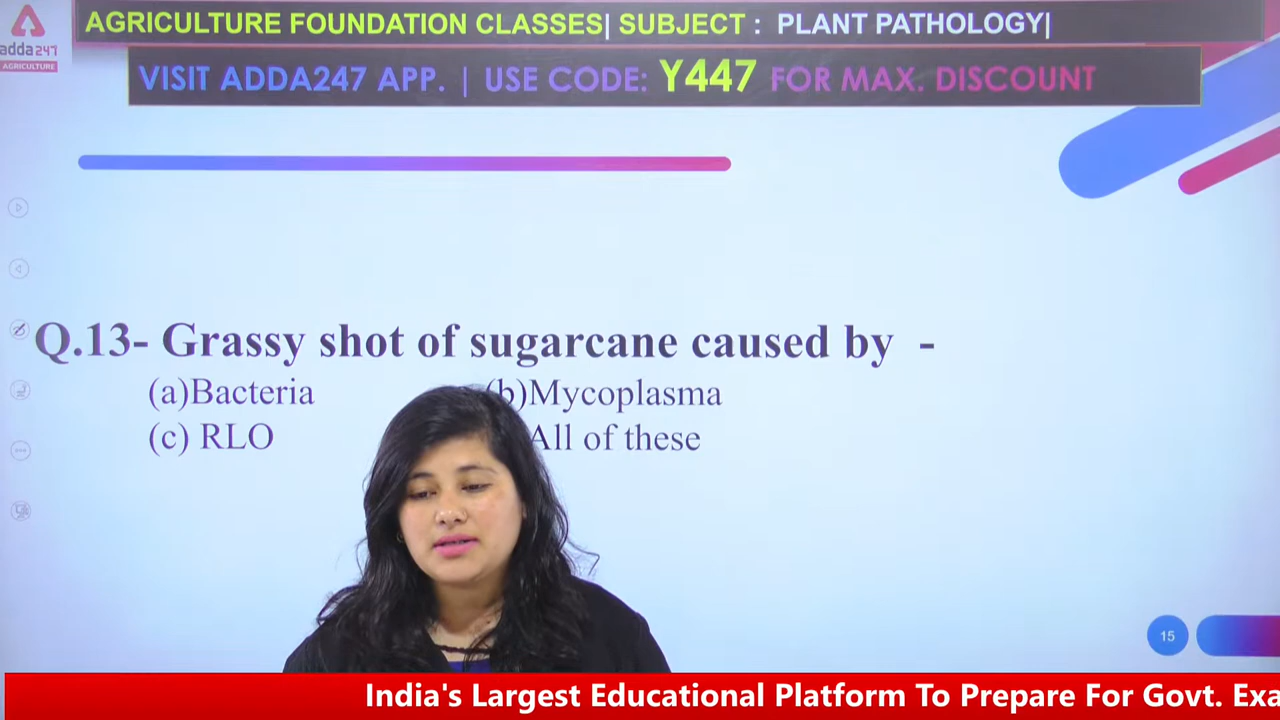 AGRICULTURE FOUNDATION CLASSES| SUBJECT : PLANT PATHOLOGY|
adda247
AGRICULTURE
VISIT ADDA247 APP. | USE CODE: Y447 FOR MAX. DISCOUNT
Q.13- Grassy shot of sugarcane caused by -
(a)Bacteria (b)Mycoplasma
(c) RLO All of these
15
India's Largest Educational Platform To Prepare For Govt. Exa